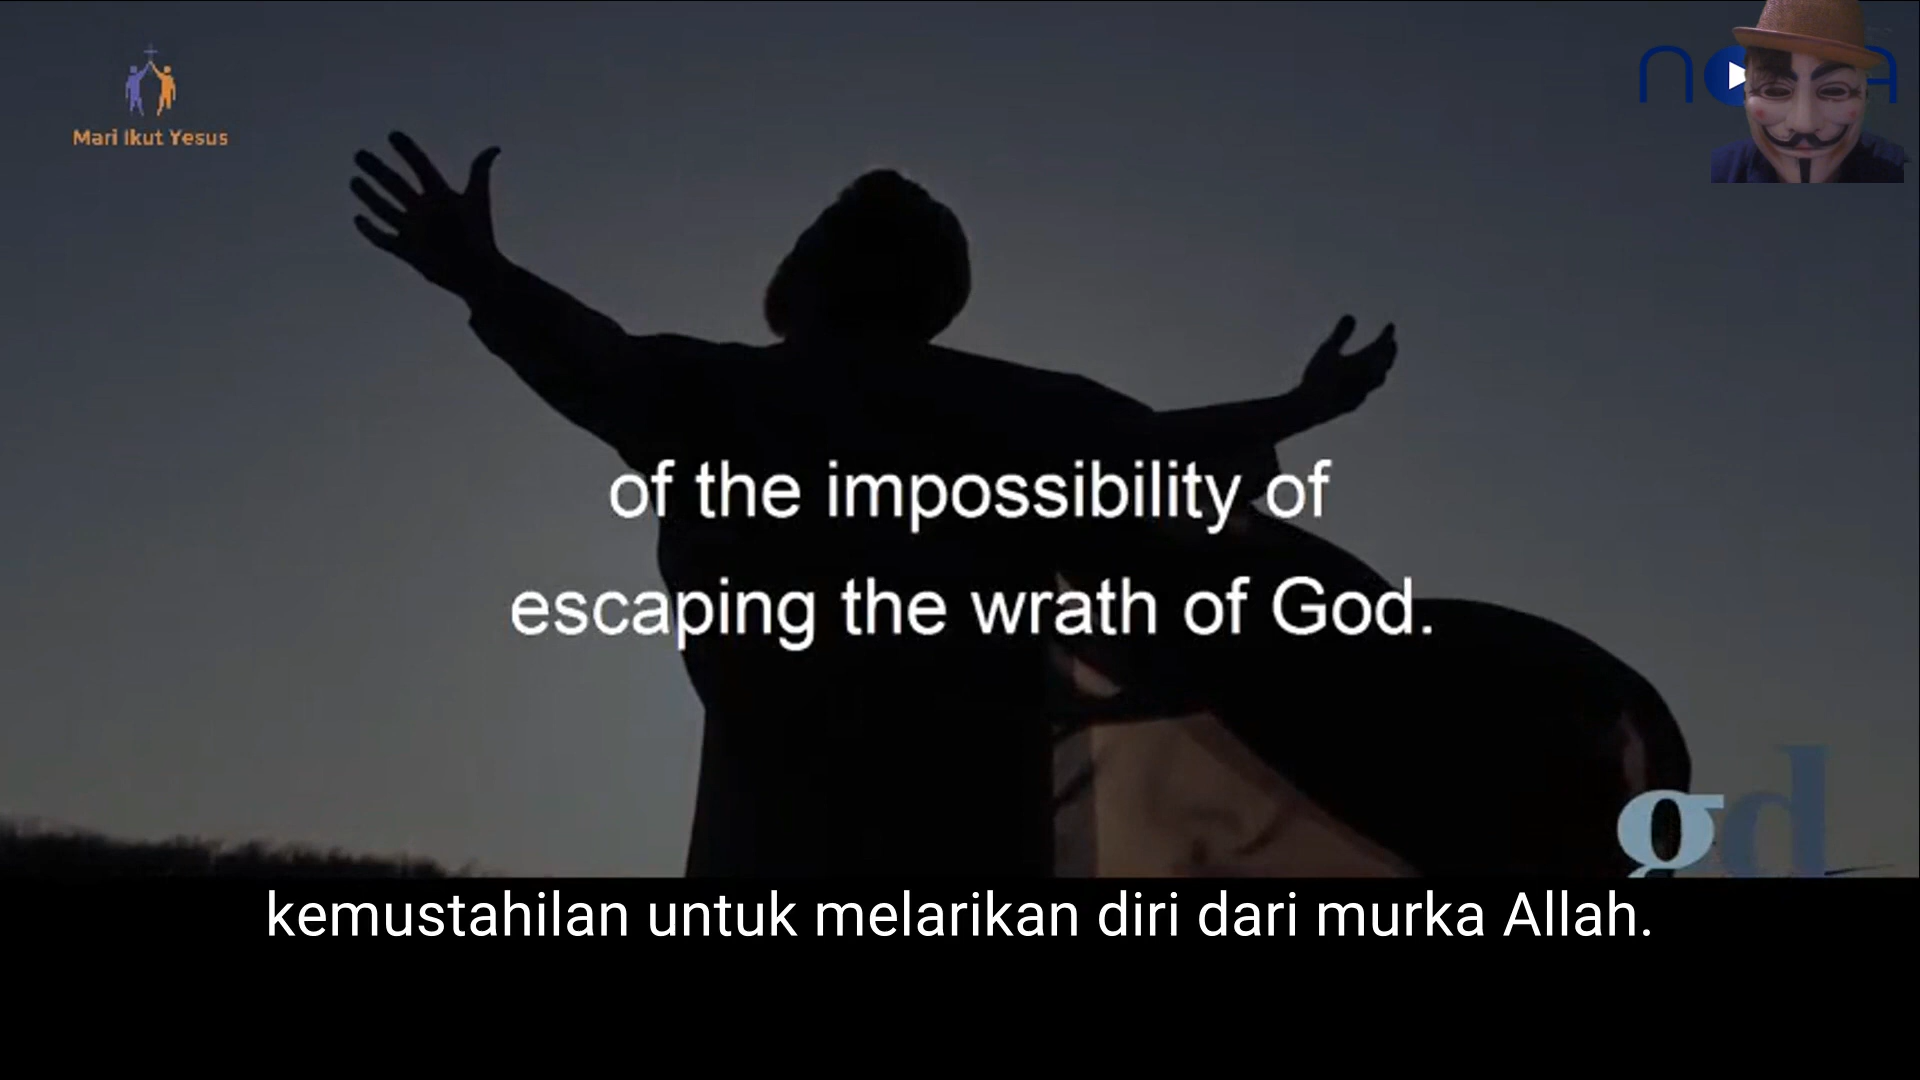 Mari Ikut Yesus
of the impossibility of
escaping the wrath of God.
gd
kemustahilan untuk melarikan diri dari murka Allah.